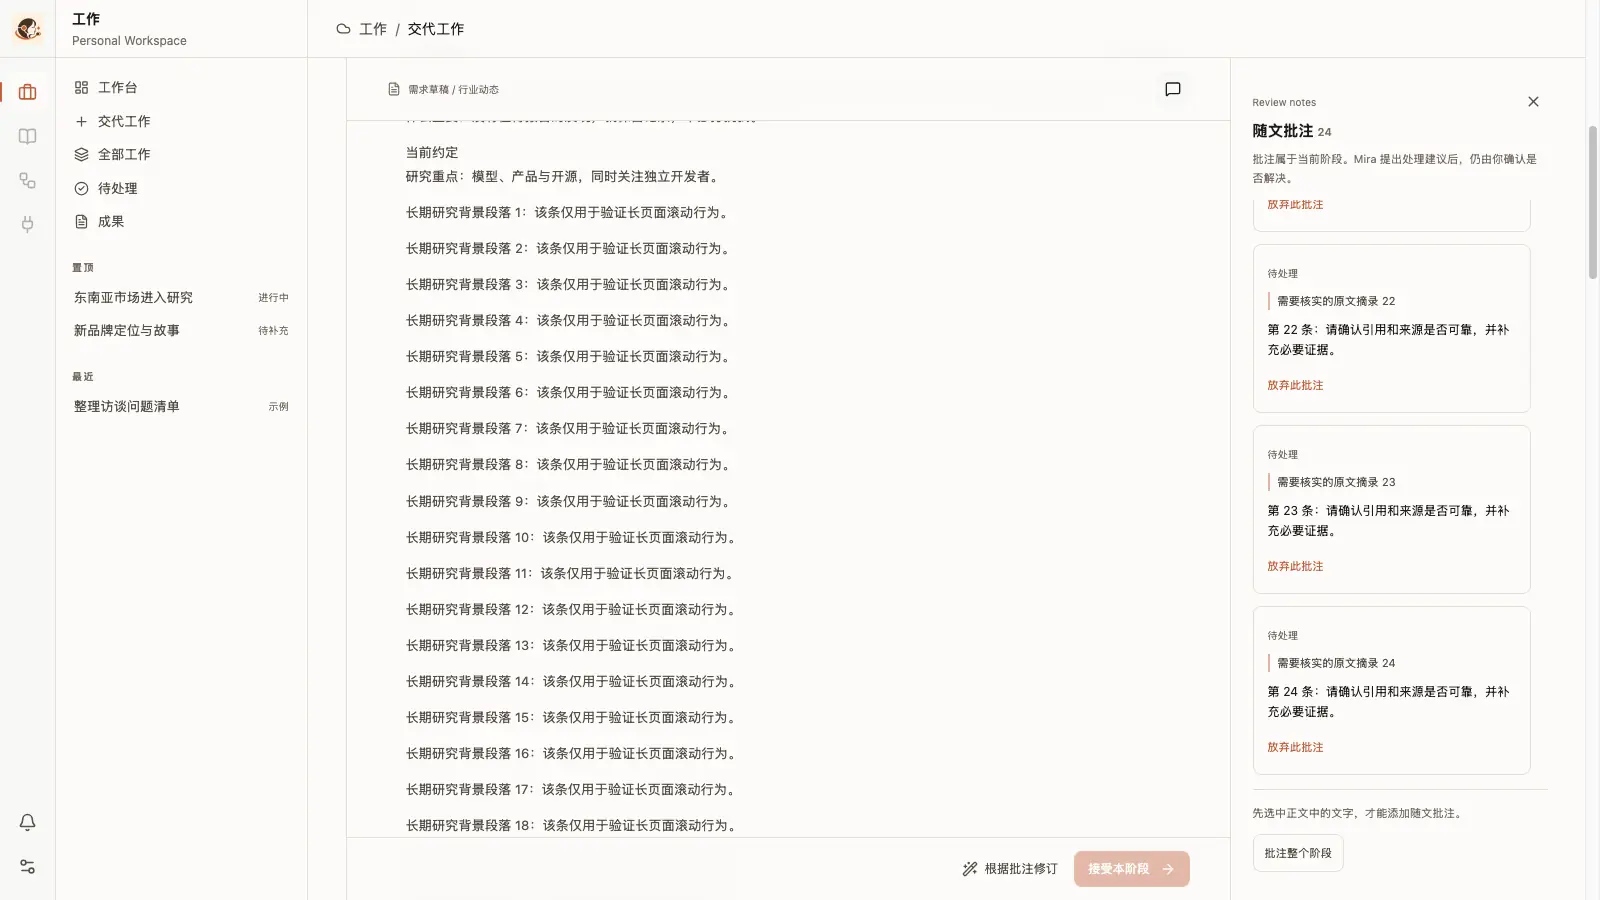 工作
Personal Workspace
工作台
交代工作
全部工作
待处理
成果
置顶
东南亚市场进入研究 进行中
新品牌定位与故事 待补充
最近
整理访谈问题清单 示例
工作 / 交代工作
需求草稿 / 行业动态
当前约定
研究重点：模型、产品与开源，同时关注独立开发者。
长期研究背景段落 1：该条仅用于验证长页面滚动行为。
长期研究背景段落 2：该条仅用于验证长页面滚动行为。
长期研究背景段落 3：该条仅用于验证长页面滚动行为。
长期研究背景段落 4：该条仅用于验证长页面滚动行为。
长期研究背景段落 5：该条仅用于验证长页面滚动行为。
长期研究背景段落 6：该条仅用于验证长页面滚动行为。
长期研究背景段落 7：该条仅用于验证长页面滚动行为。
长期研究背景段落 8：该条仅用于验证长页面滚动行为。
长期研究背景段落 9：该条仅用于验证长页面滚动行为。
长期研究背景段落 10：该条仅用于验证长页面滚动行为。
长期研究背景段落 11：该条仅用于验证长页面滚动行为。
长期研究背景段落 12：该条仅用于验证长页面滚动行为。
长期研究背景段落 13：该条仅用于验证长页面滚动行为。
长期研究背景段落 14：该条仅用于验证长页面滚动行为。
长期研究背景段落 15：该条仅用于验证长页面滚动行为。
长期研究背景段落 16：该条仅用于验证长页面滚动行为。
长期研究背景段落 17：该条仅用于验证长页面滚动行为。
长期研究背景段落 18：该条仅用于验证长页面滚动行为。
根据批注修订
接受本阶段
Review notes
随文批注 24
批注属于当前阶段。Mira 提出处理建议后，仍由你确认是
否解决。
放弃此批注
待处理
需要核实的原文摘录 22
第 22 条：请确认引用和来源是否可靠，并补
充必要证据。
放弃此批注
待处理
需要核实的原文摘录 23
第 23 条：请确认引用和来源是否可靠，并补
充必要证据。
放弃此批注
待处理
需要核实的原文摘录 24
第 24 条：请确认引用和来源是否可靠，并补
充必要证据。
放弃此批注
先选中正文中的文字，才能添加随文批注。
批注整个阶段